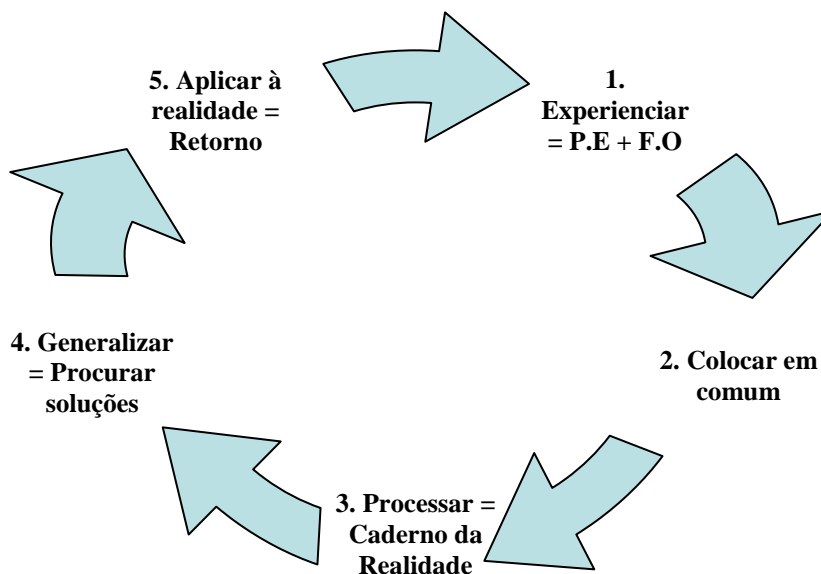 1.
Experienciar
= P.E + F.O
2. Colocar em
comum
3. Processar =
Caderno da
Realidade
4. Generalizar
= Procurar
soluções
5. Aplicar à
realidade =
Retorno